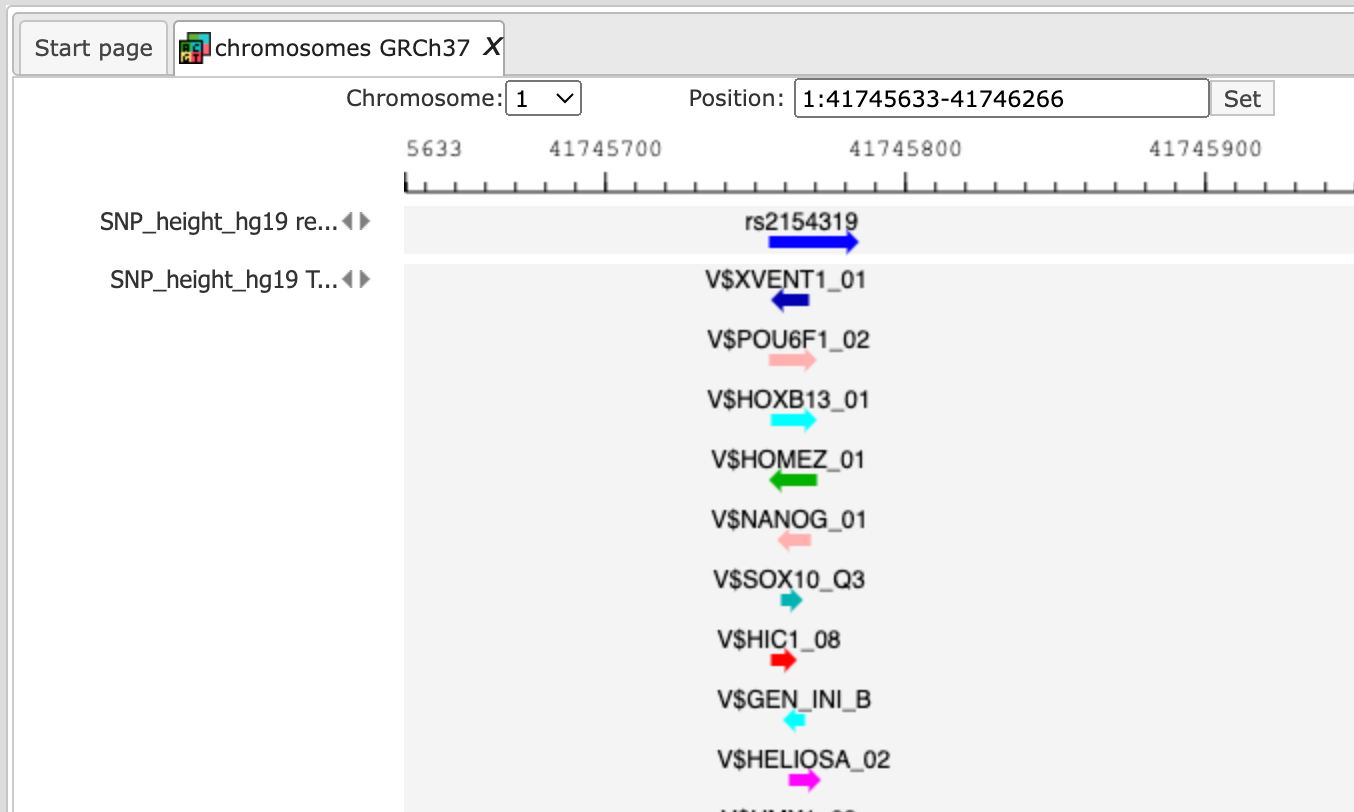 Start page
chromosomes GRCh37 X
Chromosome: 1 Position: 1:41745633-41746266 Set
5633 41745700 41745800 41745900
SNP_height_hg19 re... rs2154319
SNP_height_hg19 T... V$XVENT1_01
V$POU6F1_02
V$HOXB13_01
V$HOMEZ_01
V$NANOG_01
V$SOX10_Q3
V$HIC1_08
V$GEN_INI_B
V$HELIOSA_02